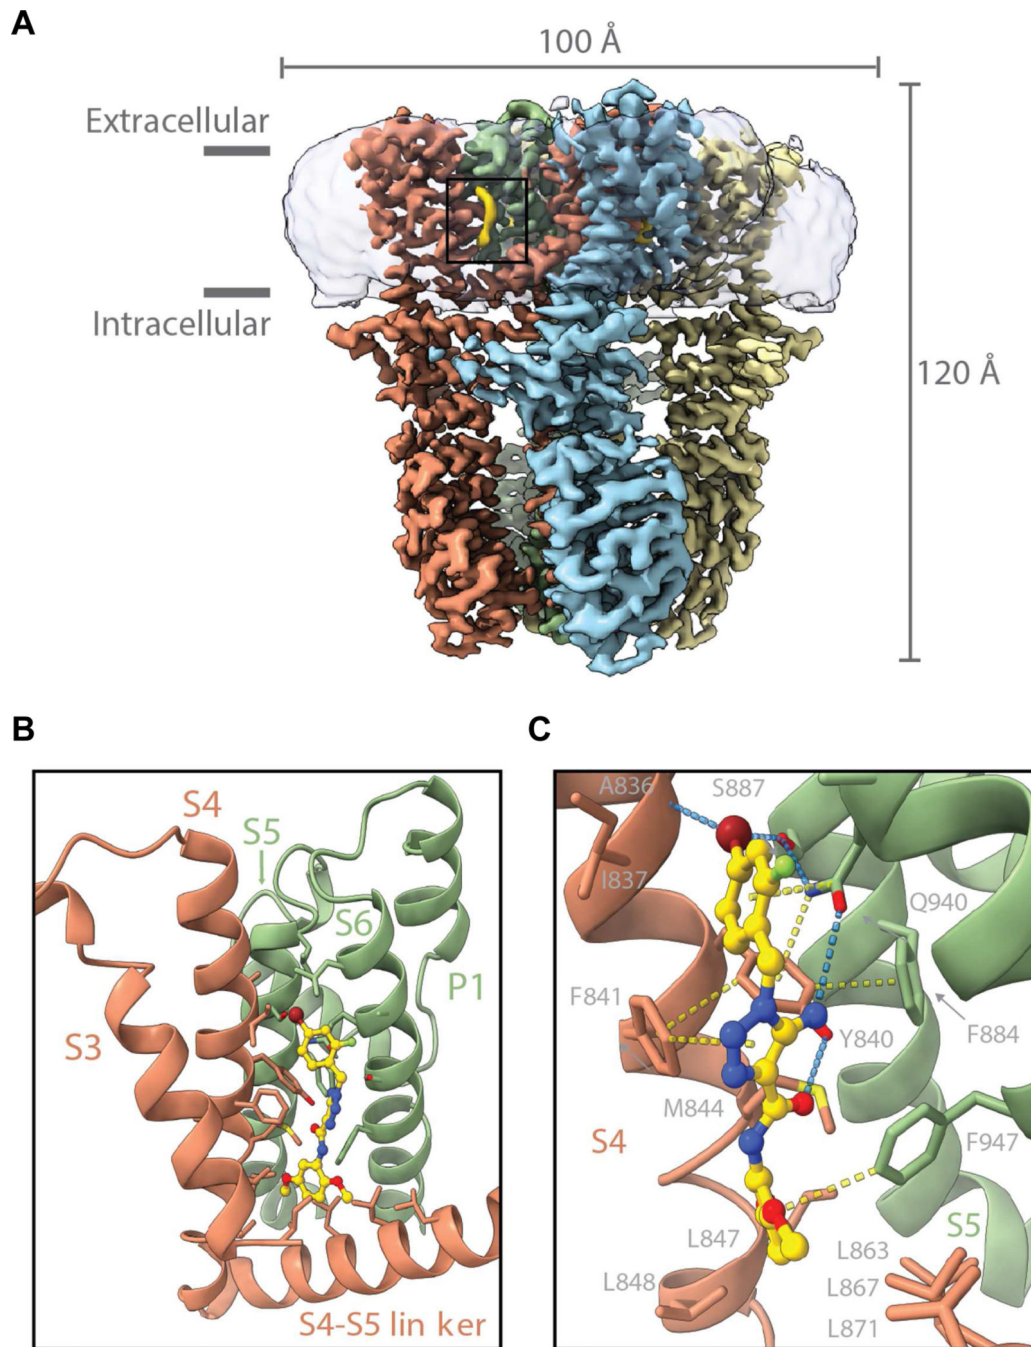 A
100 Å
Extracellular
Intracellular
120 Å
B
C
S4
S5
S6
P1
S3
S4-S5 lin ker
A836
S887
I837
Q940
F841
Y840
F884
M844
S4
F947
L847
S5
L863
L848
L867
L871